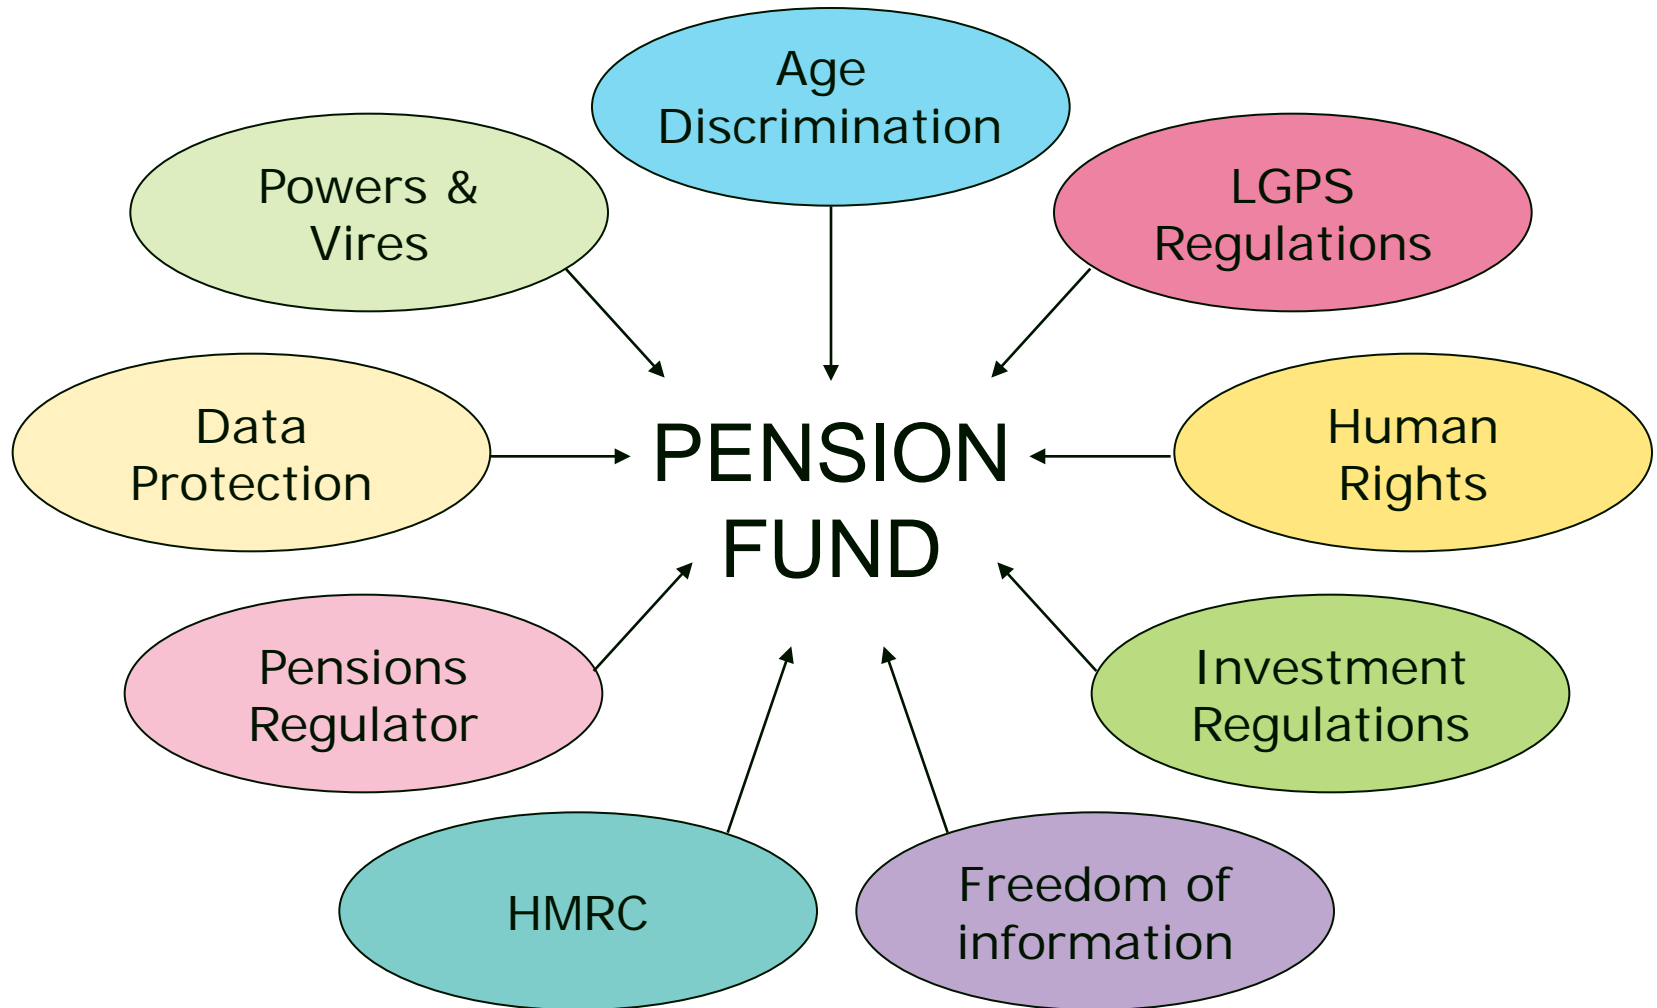 Age
Discrimination
Powers &
Vires
LGPS
Regulations
Data
Protection
PENSION
FUND
Human
Rights
Pensions
Regulator
Investment
Regulations
HMRC
Freedom of
information